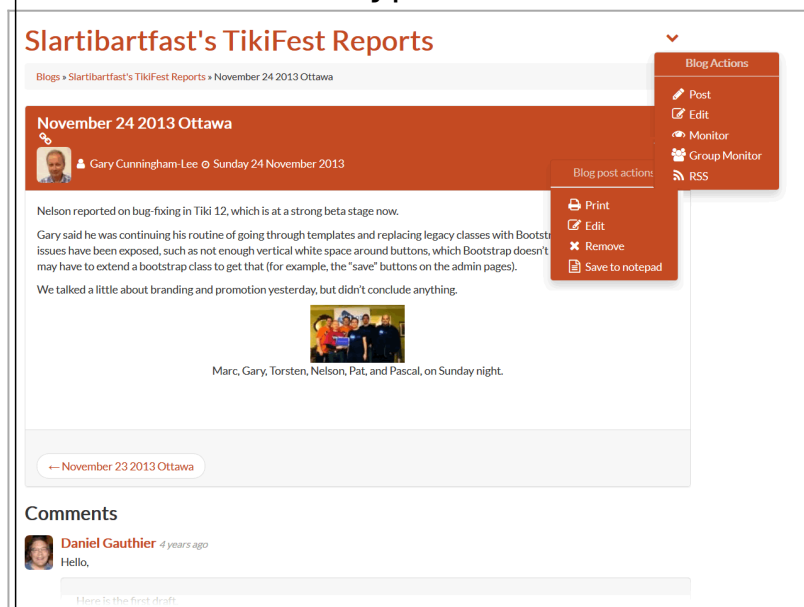 Slartibartfast's TikiFest Reports
Blogs » Slartibartfast's TikiFest Reports » November 24 2013 Ottawa
Blog Actions
Post
Edit
Monitor
Group Monitor
RSS
November 24 2013 Ottawa
Gary Cunningham-Lee Sunday 24 November 2013
Blog post actions
Print
Edit
Remove
Save to notepad
Nelson reported on bug-fixing in Tiki 12, which is at a strong beta stage now.
Gary said he was continuing his routine of going through templates and replacing legacy classes with Bootst
issues have been exposed, such as not enough vertical white space around buttons, which Bootstrap doesn't
may have to extend a bootstrap class to get that (for example, the "save" buttons on the admin pages).
We talked a little about branding and promotion yesterday, but didn't conclude anything.
Marc, Gary, Torsten, Nelson, Pat, and Pascal, on Sunday night.
← November 23 2013 Ottawa
Comments
Daniel Gauthier 4 years ago
Hello,
Here is the first draft.